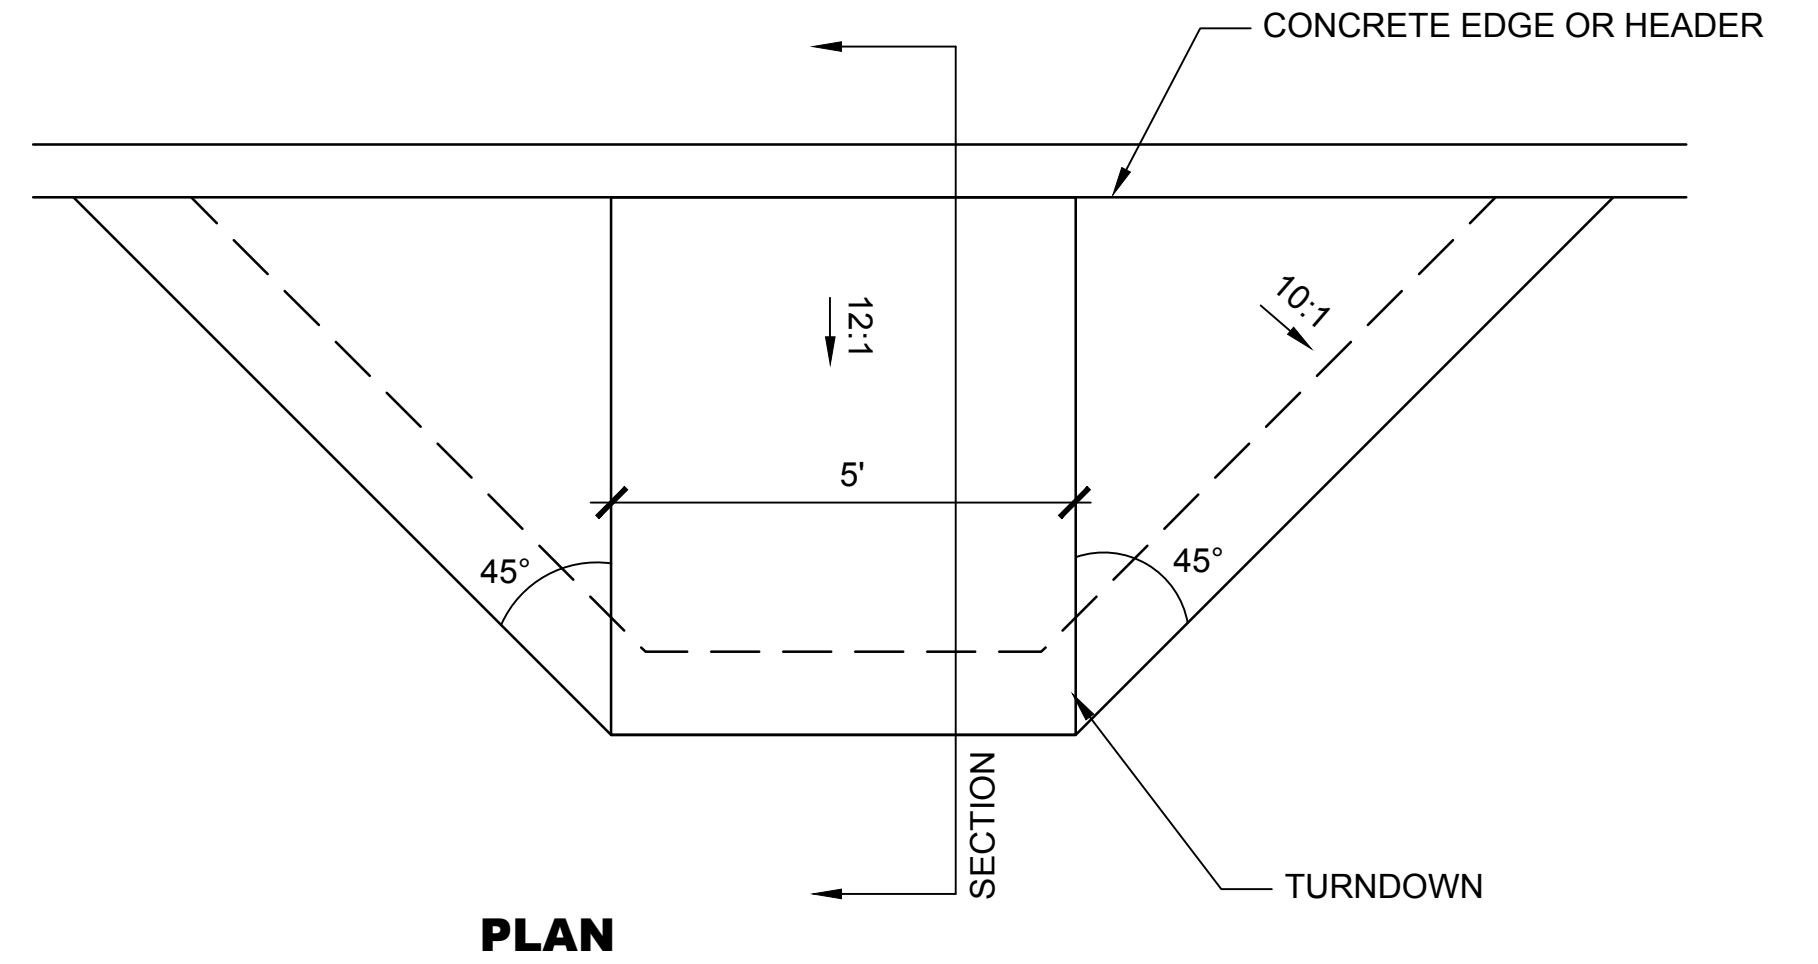 CONCRETE EDGE OR HEADER
10:1
12:1
5'
45°
45°
SECTION
TURNDOWN
PLAN